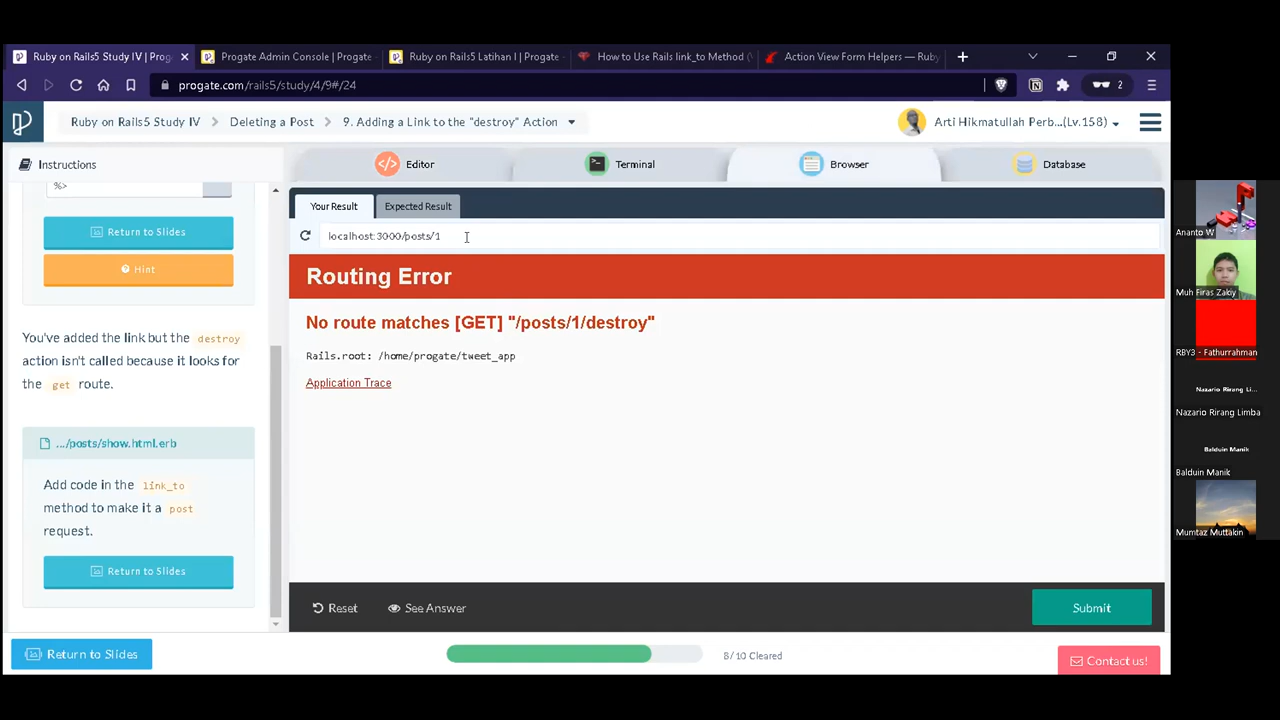 Ruby on Rails5 Study IV | Prog
Progate Admin Console | Progate
Ruby on Rails5 Latihan I | Progate
How to Use Rails link_to Method (
Action View Form Helpers — Ruby
progate.com/rails5/study/4/9#/24
2
Ruby on Rails5 Study IV
Deleting a Post
9. Adding a Link to the "destroy" Action
Arti Hikmatullah Perb...(Lv.158)
Instructions
Editor
Terminal
Browser
Database
%>
Return to Slides
Hint
You've added the link but the destroy
action isn't called because it looks for
the get route.
.../posts/show.html.erb
Add code in the link_to
method to make it a post
request.
Return to Slides
Your Result
Expected Result
localhost:3000/posts/1
Routing Error
No route matches [GET] "/posts/1/destroy"
Rails.root: /home/progate/tweet_app
Application Trace
Reset
See Answer
Submit
Return to Slides
8/10 Cleared
Contact us!
Ananto W
Muh Firas Zakiy
RBY3 - Fathurrahman
Nazario Rirang Li...
Nazario Rirang Limba
Balduin Manik
Balduin Manik
Mumtaz Muttakin